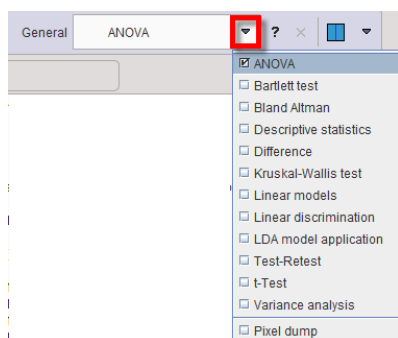 General ANOVA ?
ANOVA
Bartlett test
Bland Altman
Descriptive statistics
Difference
Kruskal-Wallis test
Linear models
Linear discrimination
LDA model application
Test-Retest
t-Test
Variance analysis
Pixel dump